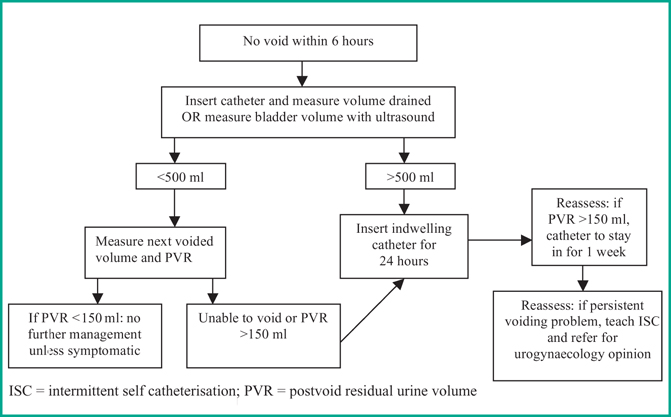 No void within 6 hours
Insert catheter and measure volume drained
OR measure bladder volume with ultrasound
<500 ml
>500 ml
Measure next voided
volume and PVR
Insert indwelling
catheter for
24 hours
Reassess: if
PVR >150 ml,
catheter to stay
in for 1 week
If PVR <150 ml: no
further management
unless symptomatic
Unable to void or PVR
>150 ml
Reassess: if persistent
voiding problem, teach ISC
and refer for
urogynaecology opinion
ISC = intermittent self catheterisation; PVR = postvoid residual urine volume